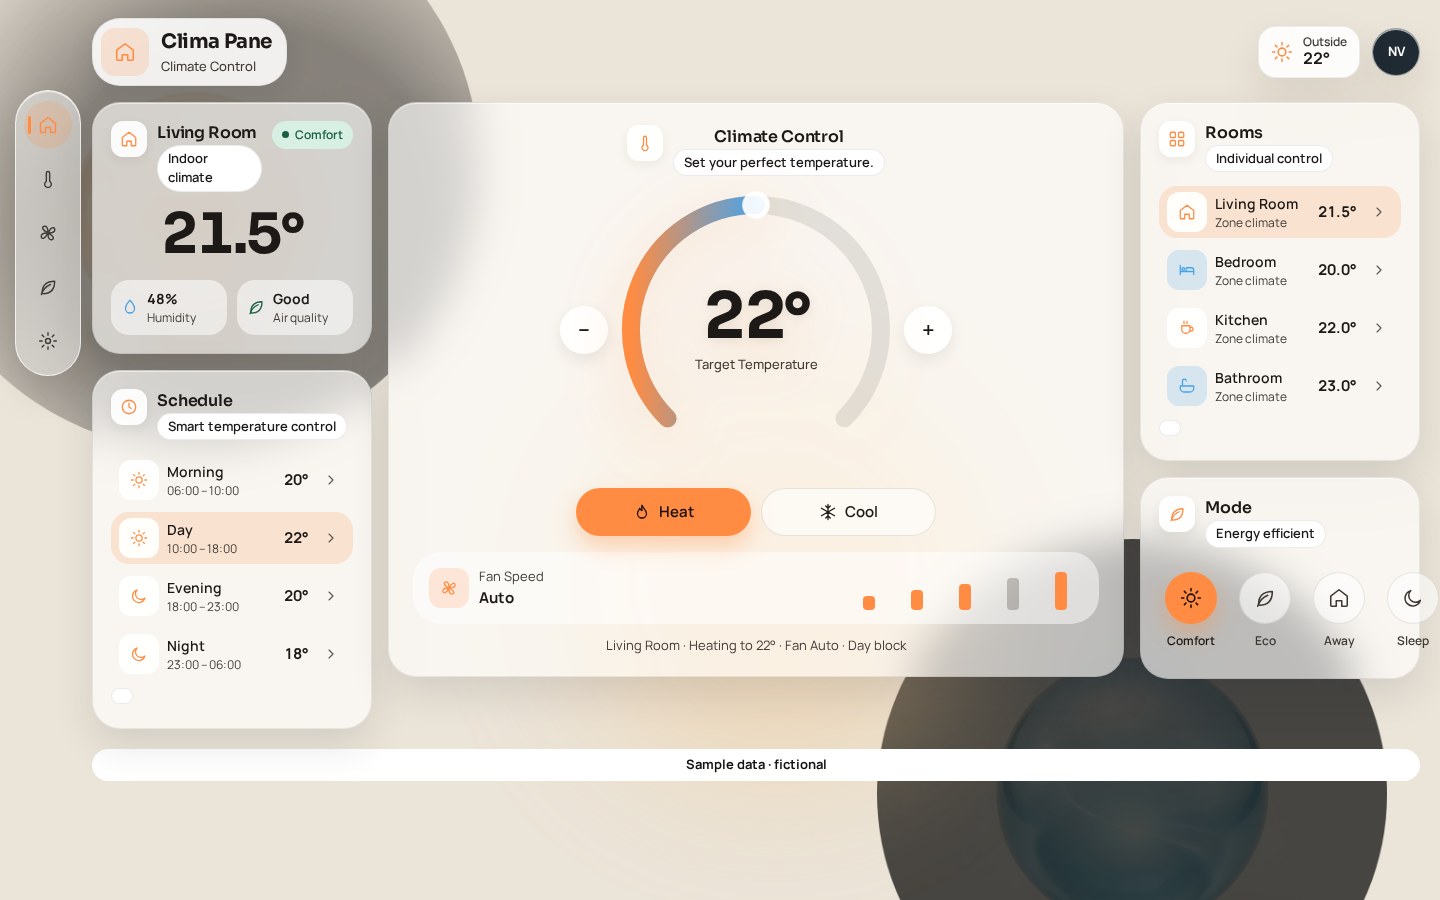 Clima Pane
Climate Control
Outside
22°
NV
Living Room
Comfort
Indoor
climate
21.5°
48%
Humidity
Good
Air quality
Schedule
Smart temperature control
Morning
06:00 – 10:00
20°
Day
10:00 – 18:00
22°
Evening
18:00 – 23:00
20°
Night
23:00 – 06:00
18°
Climate Control
Set your perfect temperature.
22°
Target Temperature
−
+
Heat
Cool
Fan Speed
Auto
Living Room · Heating to 22° · Fan Auto · Day block
Rooms
Individual control
Living Room
Zone climate
21.5°
Bedroom
Zone climate
20.0°
Kitchen
Zone climate
22.0°
Bathroom
Zone climate
23.0°
Mode
Energy efficient
Comfort
Eco
Away
Sleep
Sample data · fictional